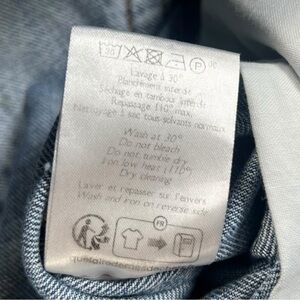 30
P
Lavage à 30°
Blanchiment interdit
Séchage en tambour interdit
Repassage 110° max.
Nettoyage à sec tous solvants normaux
Wash at 30°
Do not bleach
Do not tumble dry
Iron low heat (110°)
Dry cleaning
Laver et repasser sur l'envers
Wash and iron on reverse side
FR